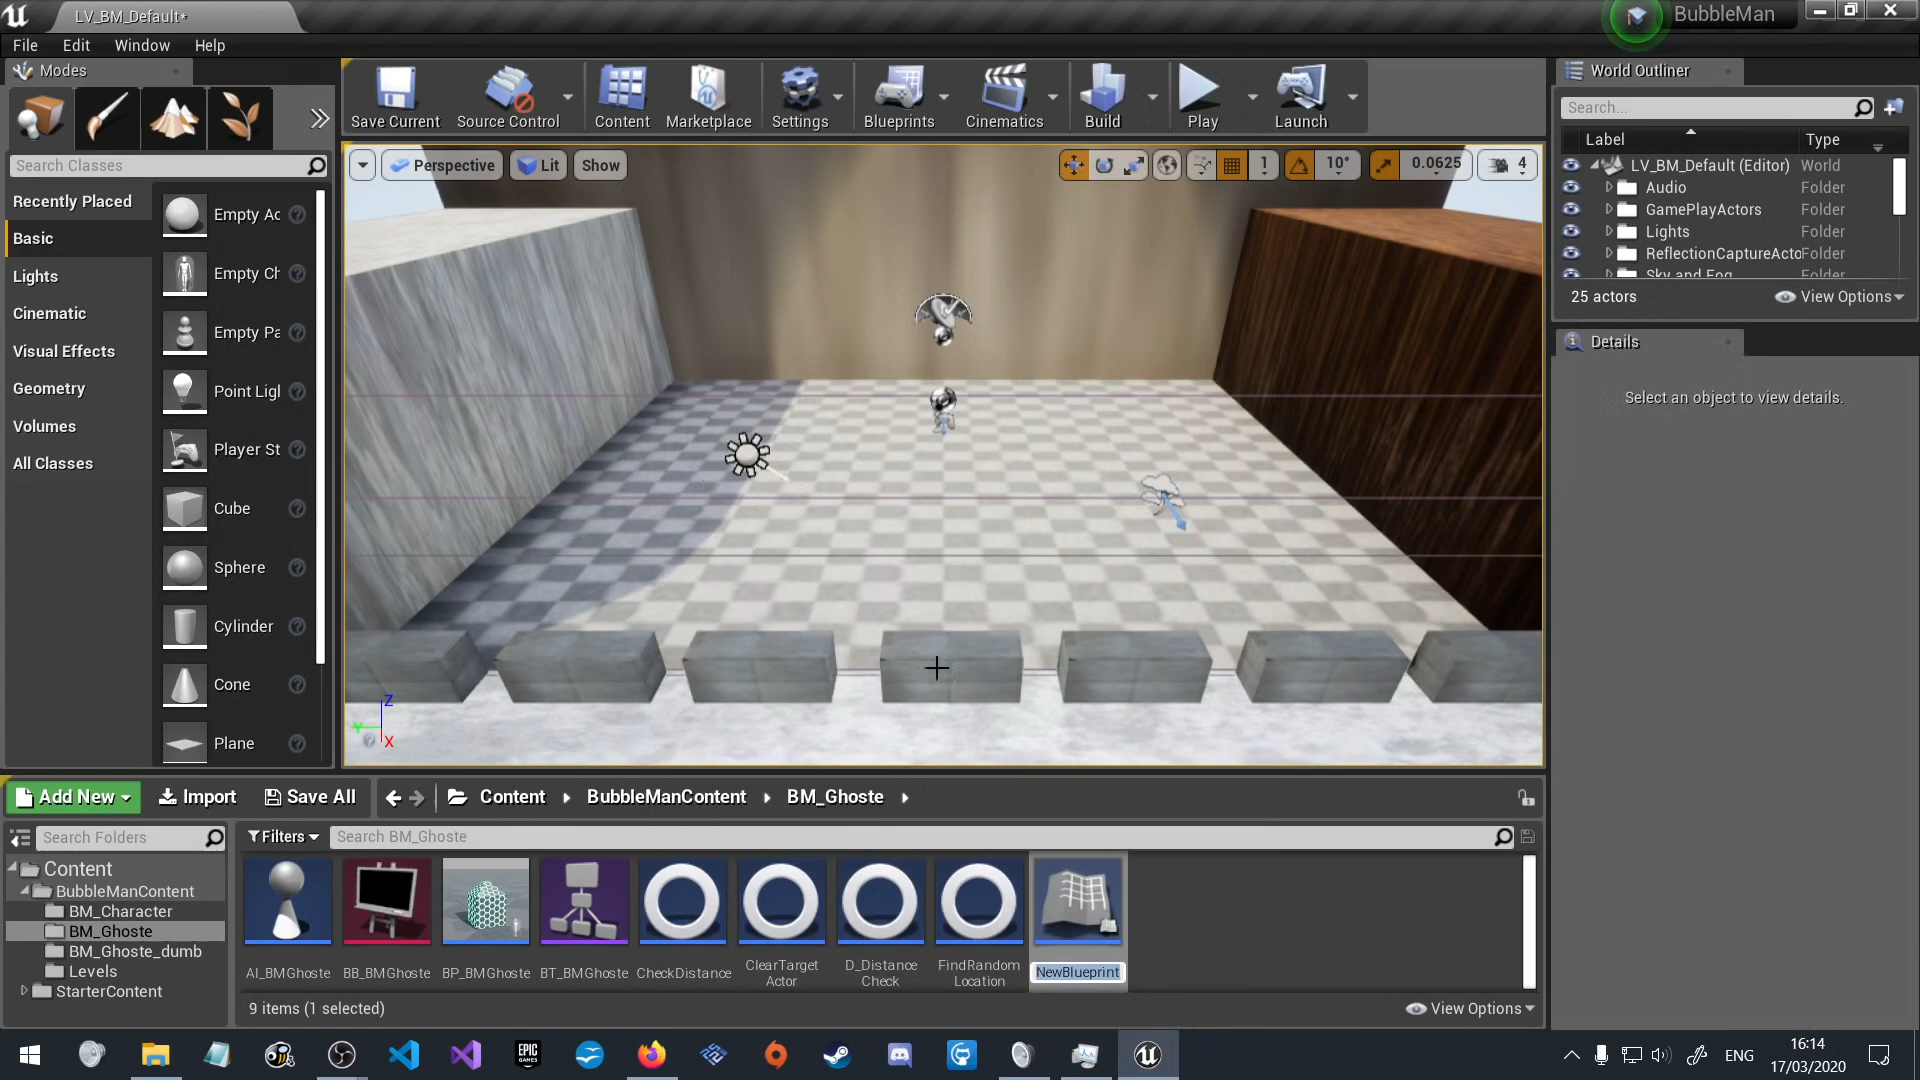 LV_BM_Default*
BubbleMan
File Edit Window Help
Modes
World Outliner
Save Current Source Control Content Marketplace Settings Blueprints Cinematics Build Play Launch
Search...
Label Type
Search Classes
Perspective Lit Show 1 10° 0.0625 4
LV_BM_Default (Editor) World
Audio Folder
GamePlayActors Folder
Lights Folder
ReflectionCaptureActo Folder
Sky and Fog Folder
25 actors View Options
Details
Select an object to view details.
Recently Placed
Basic
Lights
Cinematic
Visual Effects
Geometry
Volumes
All Classes
Empty Ac
Empty Ch
Empty Pa
Point Ligl
Player St
Cube
Sphere
Cylinder
Cone
Plane
Z
Y
X
Add New Import Save All Content BubbleManContent BM_Ghoste
Search Folders
Filters Search BM_Ghoste
Content
BubbleManContent
BM_Character
BM_Ghoste
BM_Ghoste_dumb
Levels
StarterContent
AI_BMGhoste BB_BMGhoste BP_BMGhoste BT_BMGhoste CheckDistance ClearTarget Actor D_Distance Check FindRandom Location NewBlueprint
9 items (1 selected) View Options
EPIC GAMES
ENG
16:14
17/03/2020